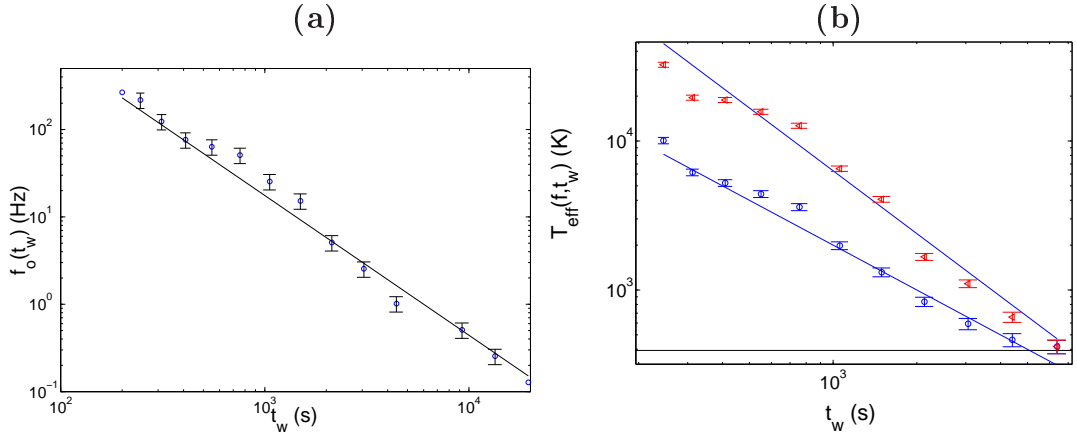 (a)
(b)
10^2
10^1
10^0
10^-1
10^2
10^3
10^4
f_o(t_w) (Hz)
t_w (s)
10^4
10^3
10^3
T_eff(f,t_w) (K)
t_w (s)